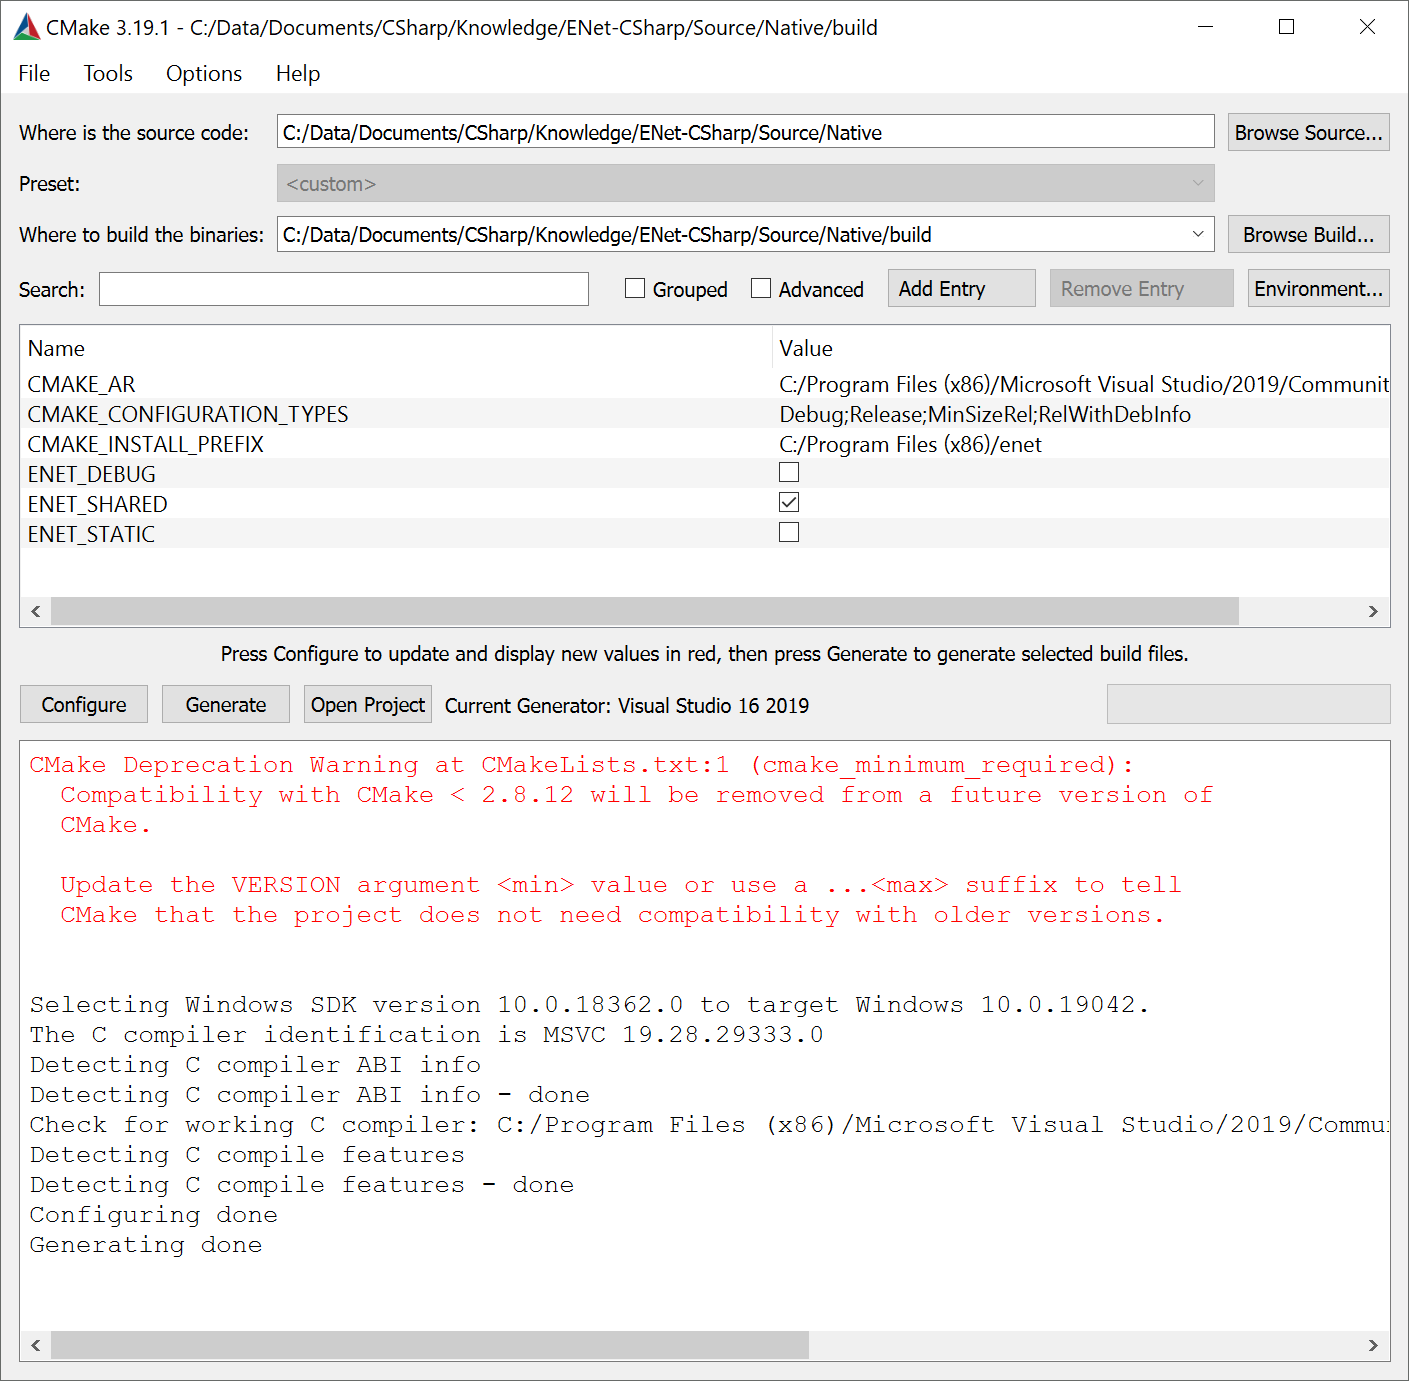 CMake 3.19.1 - C:/Data/Documents/CSharp/Knowledge/ENet-CSharp/Source/Native/build
File Tools Options Help
Where is the source code: C:/Data/Documents/CSharp/Knowledge/ENet-CSharp/Source/Native Browse Source...
Preset: <custom>
Where to build the binaries: C:/Data/Documents/CSharp/Knowledge/ENet-CSharp/Source/Native/build Browse Build...
Search: Grouped Advanced Add Entry Remove Entry Environment...
Name Value
CMAKE_AR C:/Program Files (x86)/Microsoft Visual Studio/2019/Communit
CMAKE_CONFIGURATION_TYPES Debug;Release;MinSizeRel;RelWithDebInfo
CMAKE_INSTALL_PREFIX C:/Program Files (x86)/enet
ENET_DEBUG
ENET_SHARED
ENET_STATIC
Press Configure to update and display new values in red, then press Generate to generate selected build files.
Configure Generate Open Project Current Generator: Visual Studio 16 2019
CMake Deprecation Warning at CMakeLists.txt:1 (cmake_minimum_required):
Compatibility with CMake < 2.8.12 will be removed from a future version of
CMake.
Update the VERSION argument <min> value or use a ...<max> suffix to tell
CMake that the project does not need compatibility with older versions.
Selecting Windows SDK version 10.0.18362.0 to target Windows 10.0.19042.
The C compiler identification is MSVC 19.28.29333.0
Detecting C compiler ABI info
Detecting C compiler ABI info - done
Check for working C compiler: C:/Program Files (x86)/Microsoft Visual Studio/2019/Commu
Detecting C compile features
Detecting C compile features - done
Configuring done
Generating done